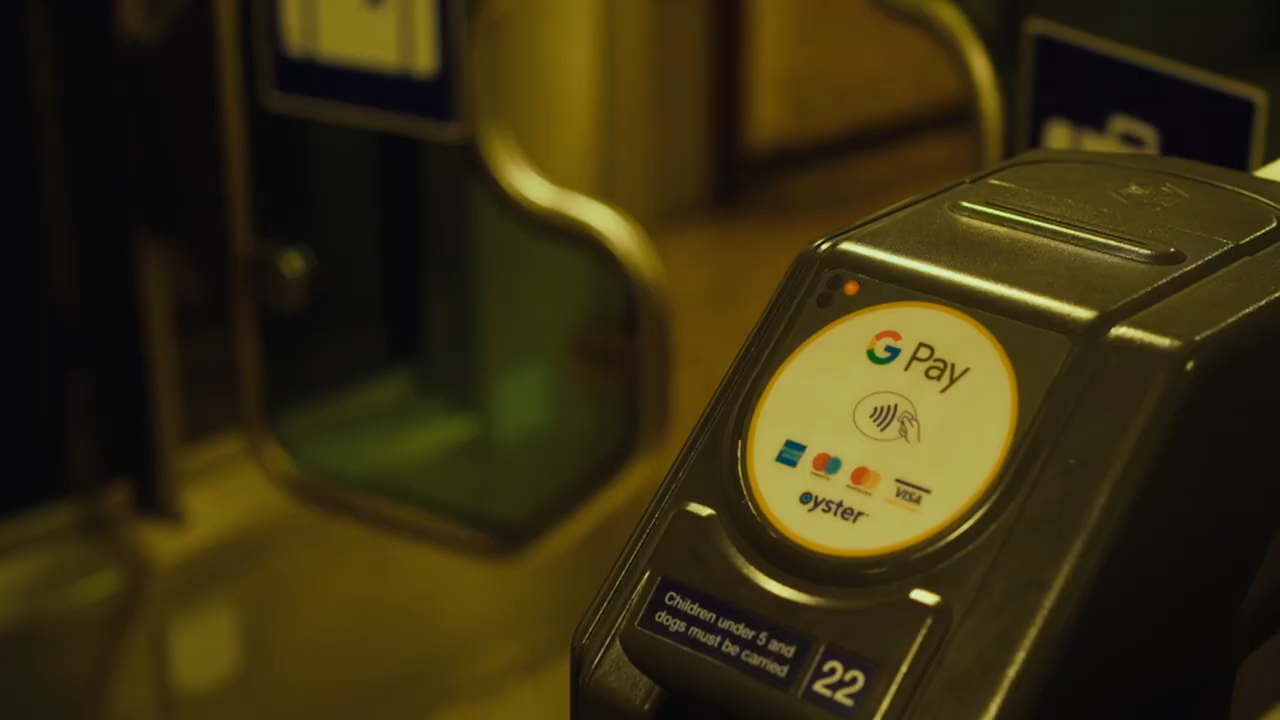 G Pay
VISA
oyster
Children under 5 and
dogs must be carried
22